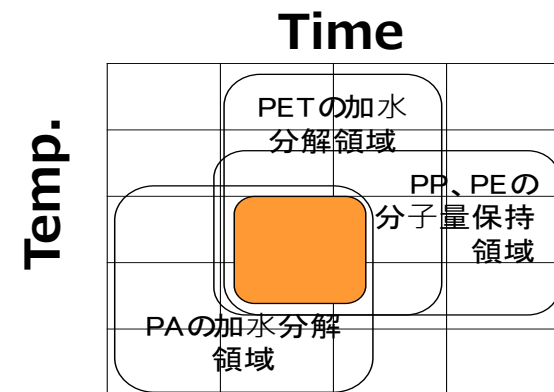 Time
Temp.
PETの加水
分解領域
PP、PEの
分子量保持
領域
PAの加水分解
領域